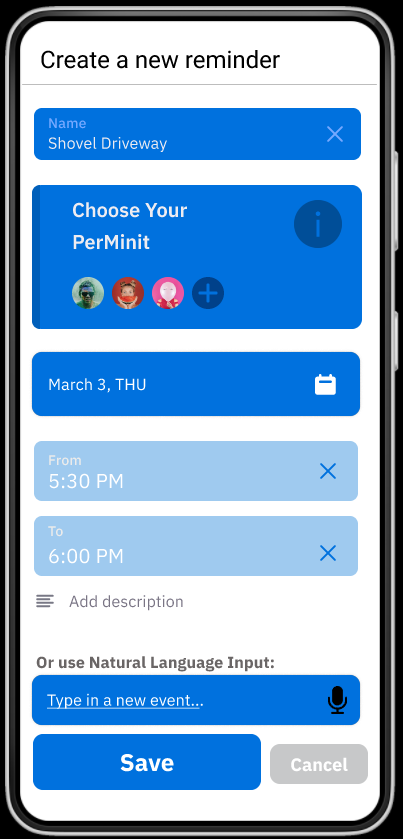 Create a new reminder
Name
Shovel Driveway
Choose Your
PerMinit
March 3, THU
From
5:30 PM
To
6:00 PM
Add description
Or use Natural Language Input:
Type in a new event...
Save
Cancel